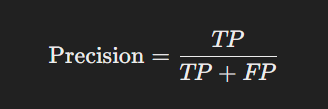 Precision = TP / (TP + FP)